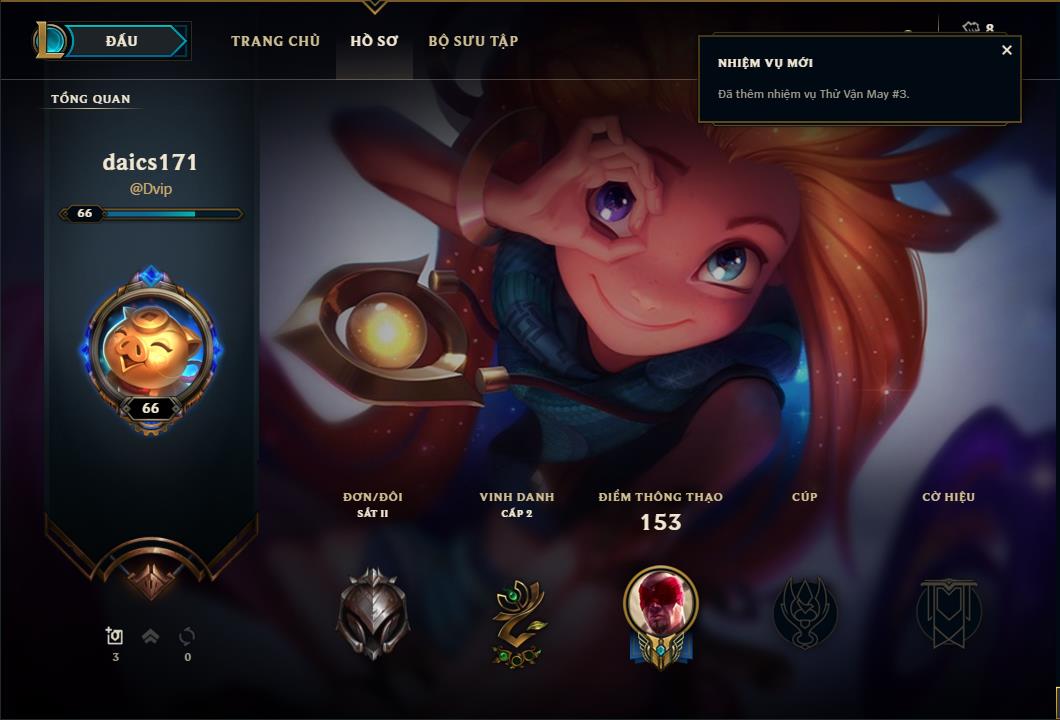 ĐẤU
TRANG CHỦ
HỒ SƠ
BỘ SƯU TẬP
8
NHIỆM VỤ MỚI
Đã thêm nhiệm vụ Thử Vận May #3.
TỔNG QUAN
daics171
@Dvip
66
66
ĐƠN/ĐÔI
SẮT II
VINH DANH
CẤP 2
ĐIỂM THÔNG THẠO
153
CÚP
CỜ HIỆU
3
0